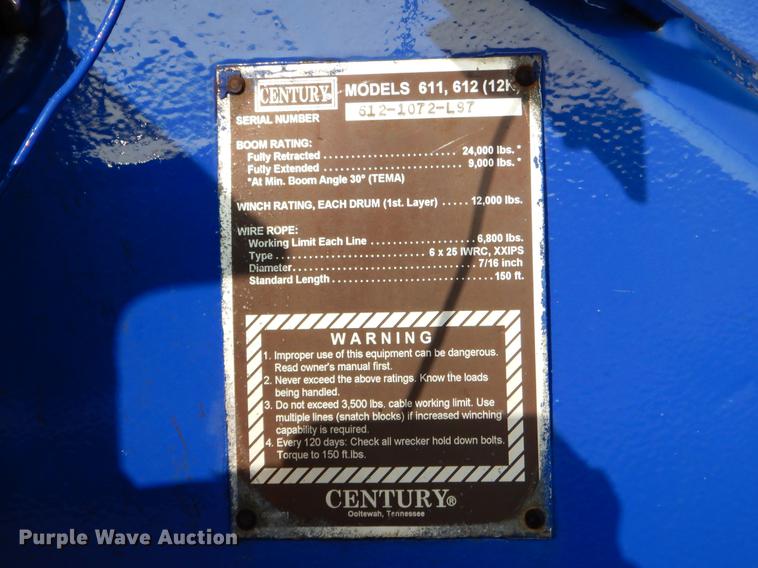 CENTURY® MODELS 611, 612 (12K
SERIAL NUMBER 612-1072-L97
BOOM RATING:
Fully Retracted ........................ 24,000 lbs.*
Fully Extended ........................ 9,000 lbs.*
*At Min. Boom Angle 30° (TEMA)
WINCH RATING, EACH DRUM (1st. Layer) ..... 12,000 lbs.
WIRE ROPE:
Working Limit Each Line ................... 6,800 lbs.
Type ........................... 6 x 25 IWRC, XXIPS
Diameter ................................ 7/16 inch
Standard Length ............................ 150 ft.
WARNING
1. Improper use of this equipment can be dangerous.
Read owner's manual first.
2. Never exceed the above ratings. Know the loads
being handled.
3. Do not exceed 3,500 lbs. cable working limit. Use
multiple lines (snatch blocks) if increased winching
capability is required.
4. Every 120 days: Check all wrecker hold down bolts.
Torque to 150 ft.lbs.
CENTURY®
Ooltewah, Tennessee
Purple Wave Auction